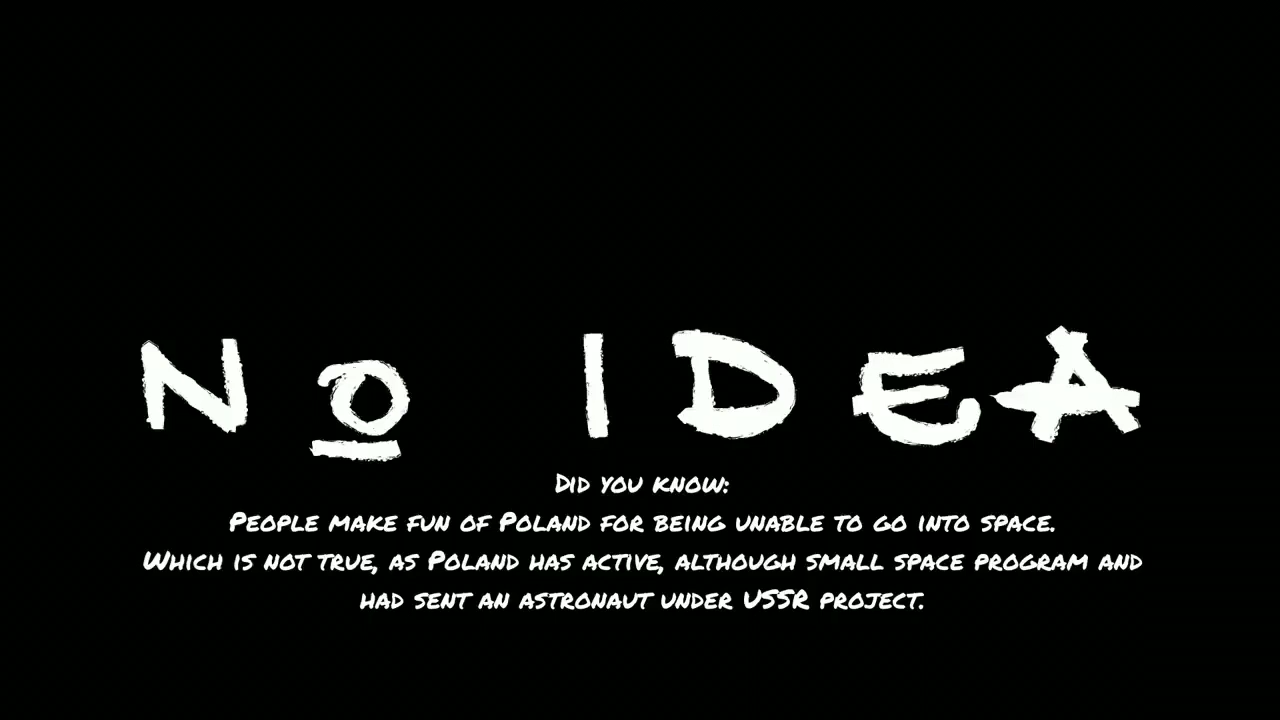 No IDEA
Did you know:
People make fun of Poland for being unable to go into space.
Which is not true, as Poland has active, although small space program and
had sent an astronaut under USSR project.